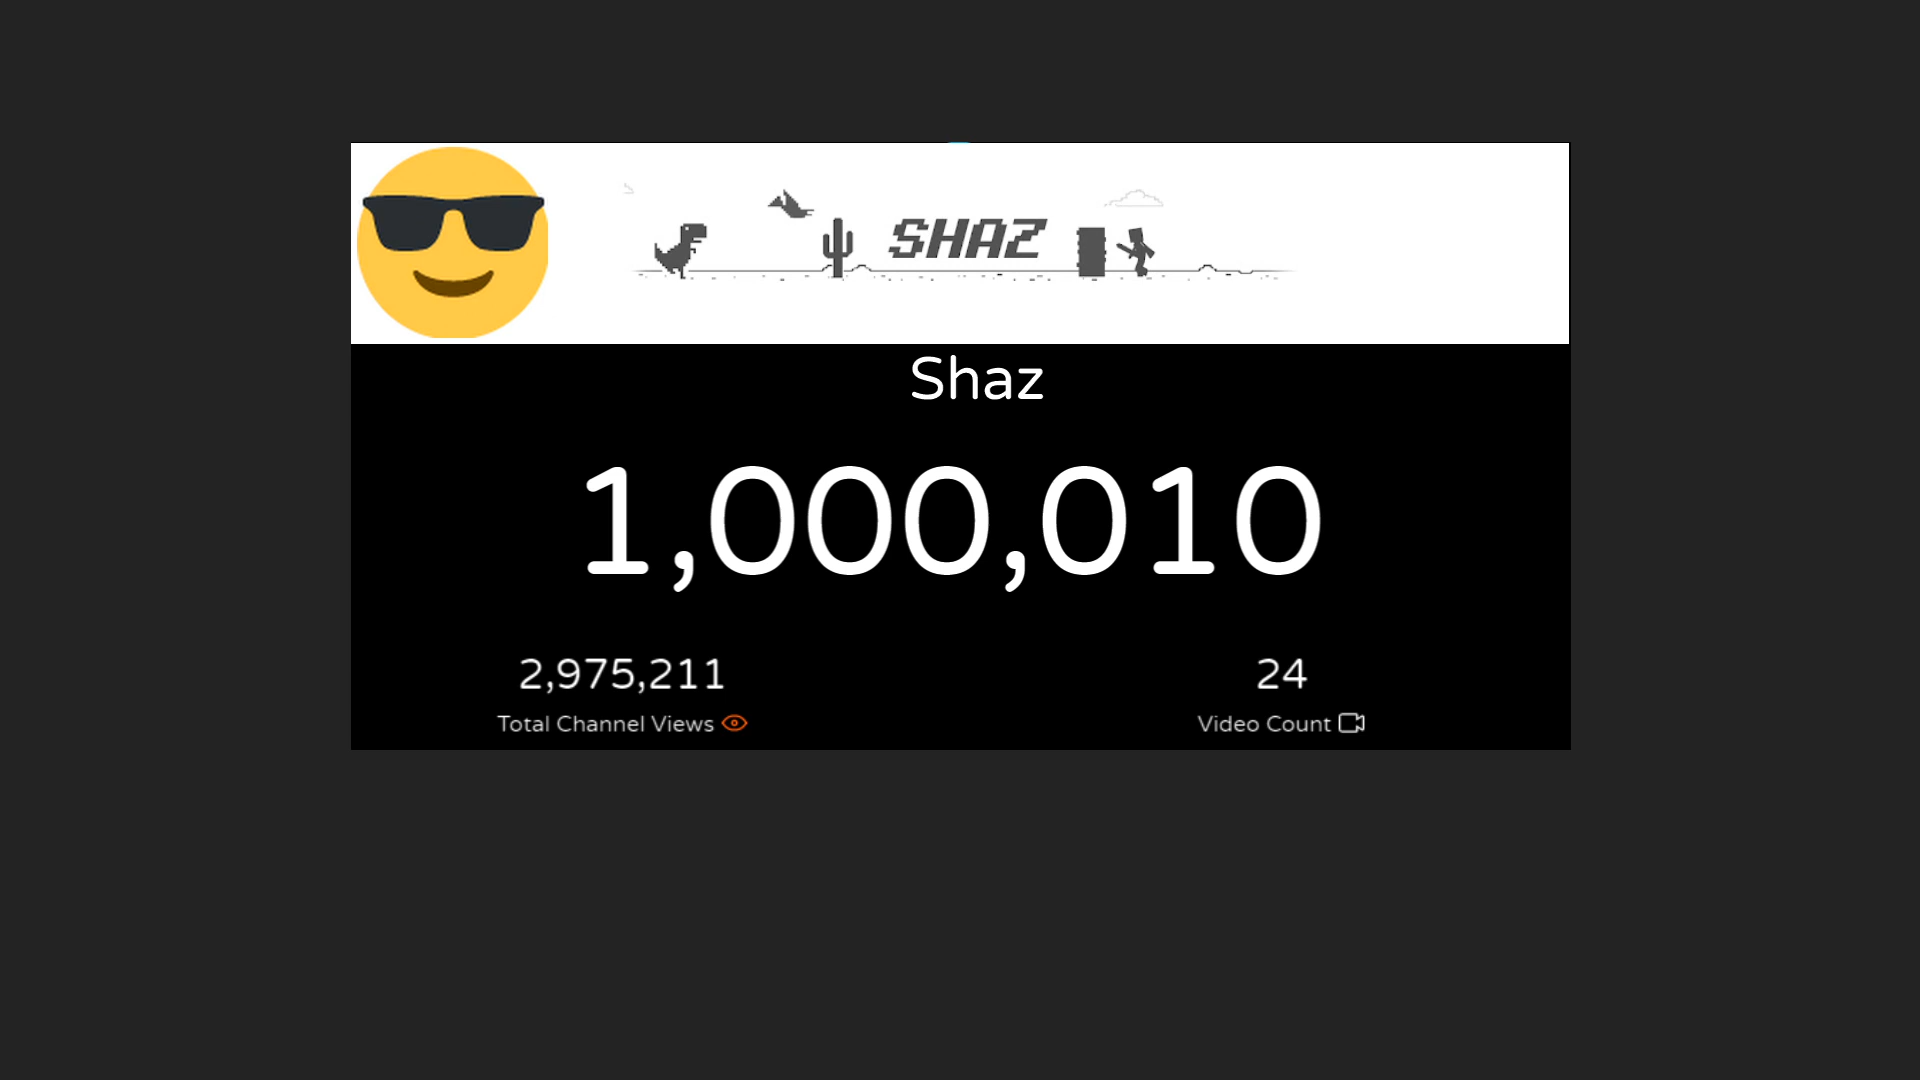 SHAZ
Shaz
1,000,010
2,975,211
Total Channel Views
24
Video Count